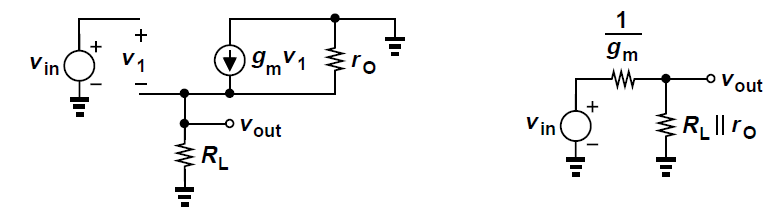 v_in
+
−
+
v_1
−
g_m v_1
r_O
v_out
R_L
1
g_m
v_in
+
−
v_out
R_L || r_O